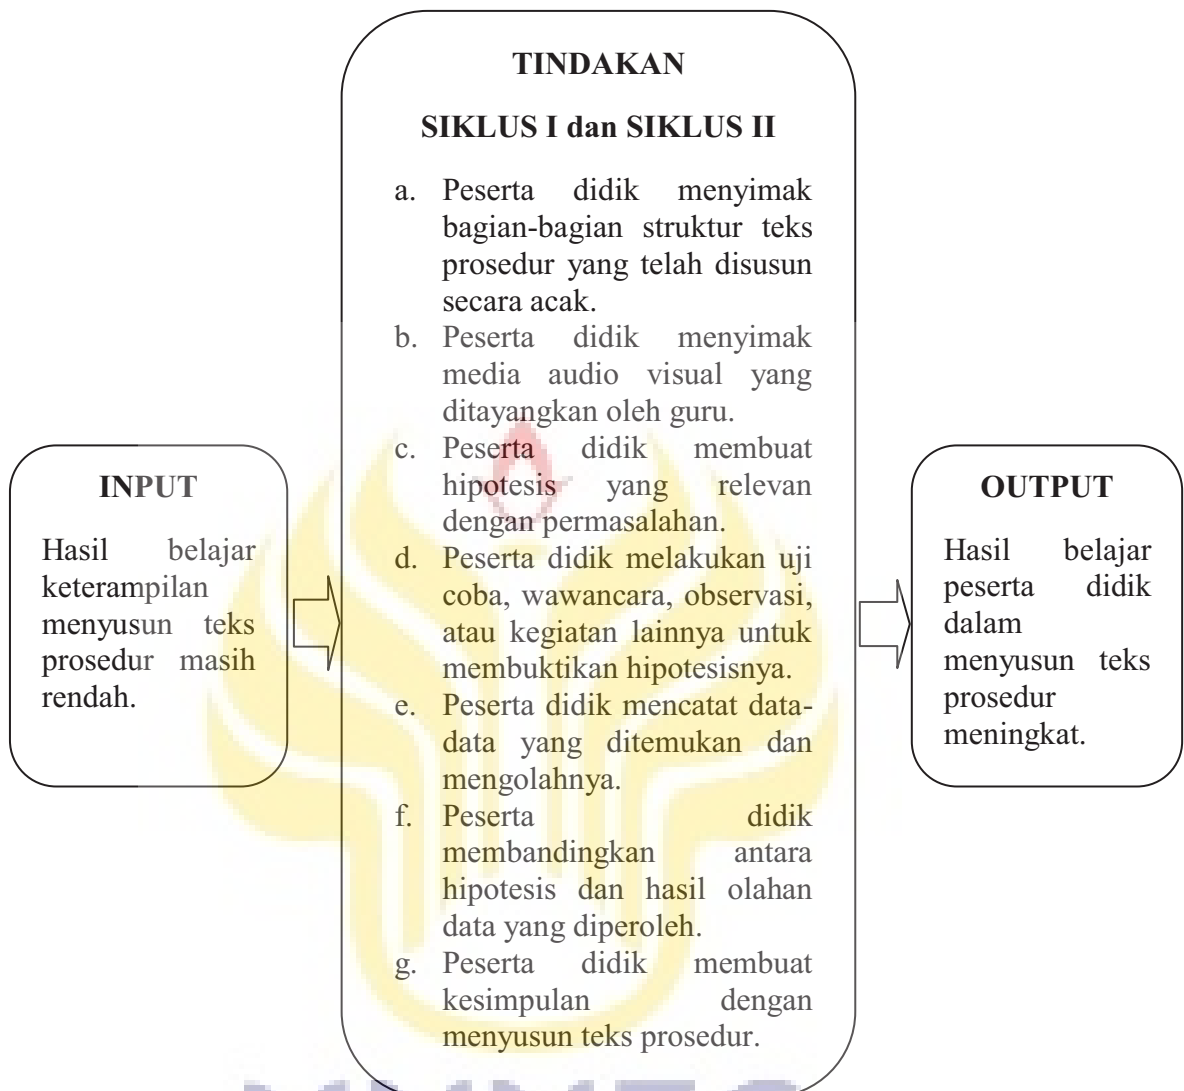 TINDAKAN
SIKLUS I dan SIKLUS II
a. Peserta didik menyimak
bagian-bagian struktur teks
prosedur yang telah disusun
secara acak.
b. Peserta didik menyimak
media audio visual yang
ditayangkan oleh guru.
c. Peserta didik membuat
hipotesis yang relevan
dengan permasalahan.
d. Peserta didik melakukan uji
coba, wawancara, observasi,
atau kegiatan lainnya untuk
membuktikan hipotesisnya.
e. Peserta didik mencatat data-
data yang ditemukan dan
mengolahnya.
f. Peserta didik
membandingkan antara
hipotesis dan hasil olahan
data yang diperoleh.
g. Peserta didik membuat
kesimpulan dengan
menyusun teks prosedur.
INPUT
Hasil belajar
keterampilan
menyusun teks
prosedur masih
rendah.
OUTPUT
Hasil belajar
peserta didik
dalam
menyusun teks
prosedur
meningkat.